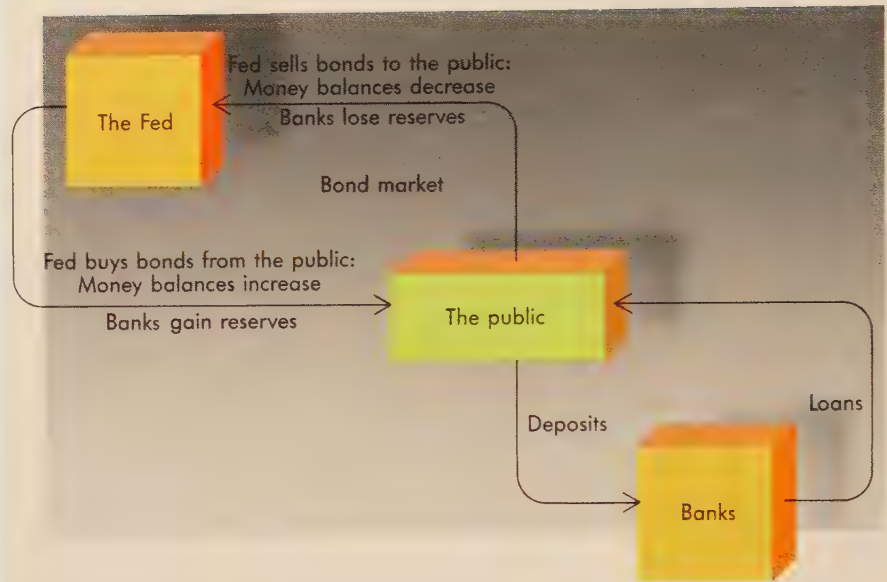 Fed sells bonds to the public:
Money balances decrease
Banks lose reserves
The Fed
Bond market
Fed buys bonds from the public:
Money balances increase
Banks gain reserves
The public
Deposits
Loans
Banks